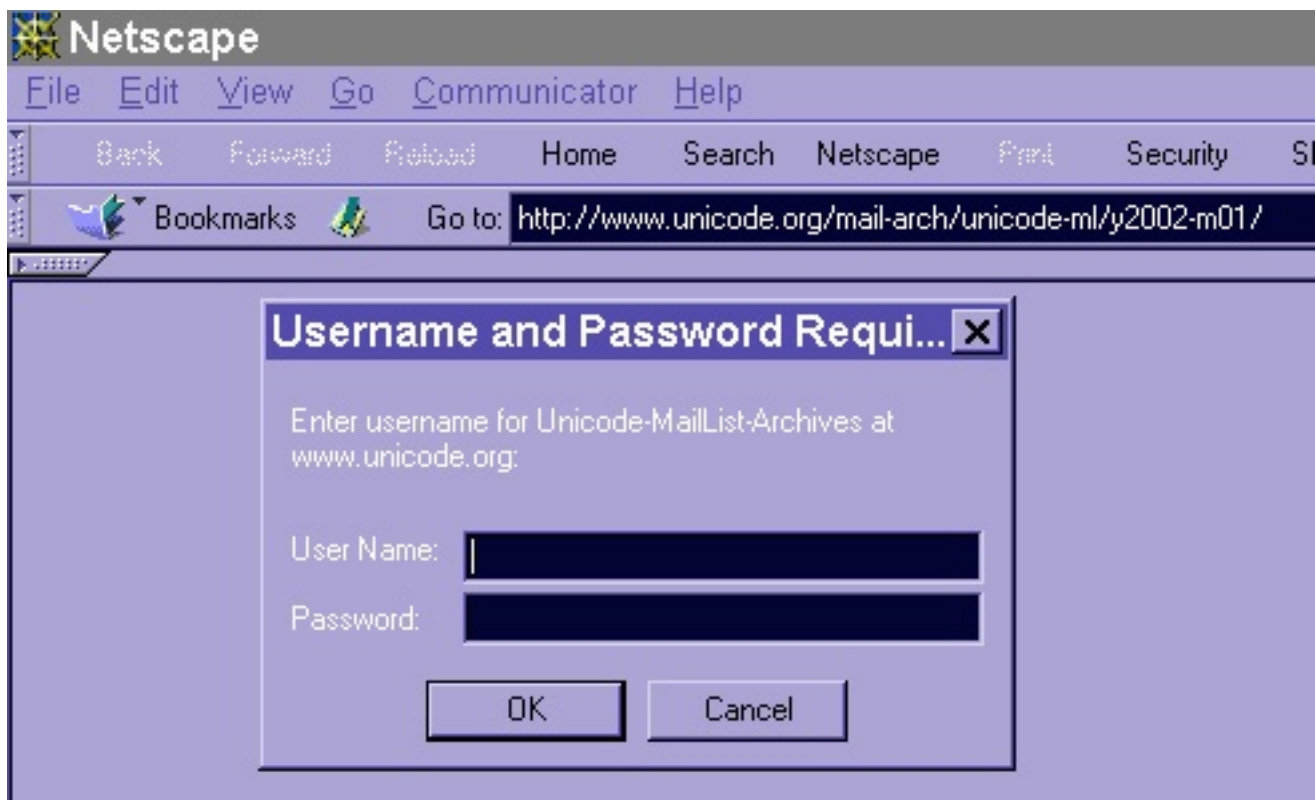 Netscape
File Edit View Go Communicator Help
Back Forward Reload Home Search Netscape Print Security
Bookmarks Go to: http://www.unicode.org/mail-arch/unicode-ml/y2002-m01/
Username and Password Requi...
Enter username for Unicode-MailList-Archives at
www.unicode.org:
User Name:
Password:
OK Cancel